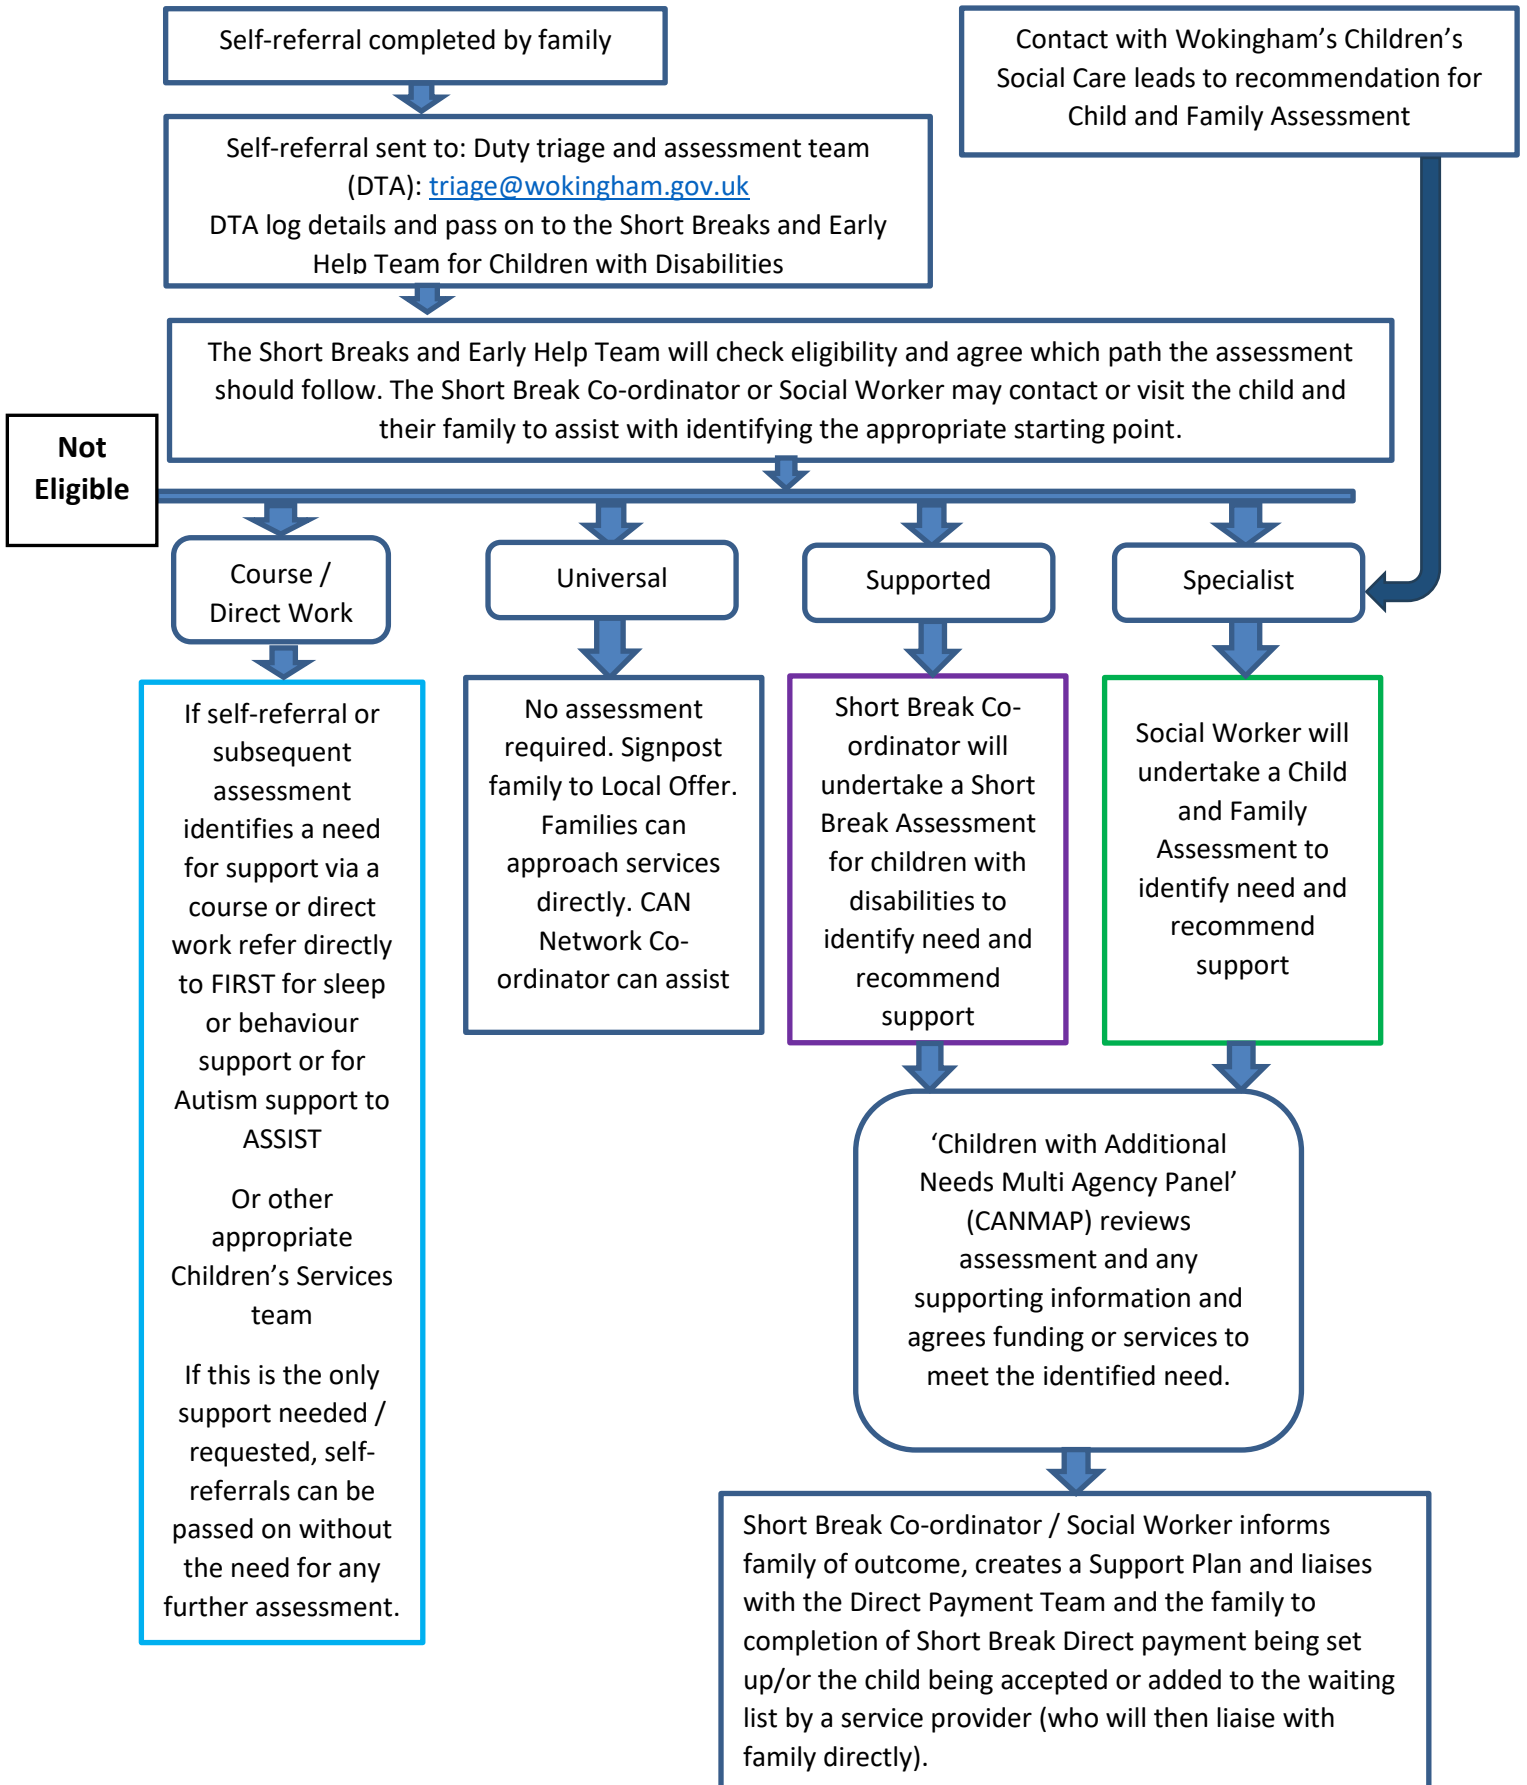 Self-referral completed by family
Contact with Wokingham’s Children’s
Social Care leads to recommendation for
Child and Family Assessment
Self-referral sent to: Duty triage and assessment team
(DTA): triage@wokingham.gov.uk
DTA log details and pass on to the Short Breaks and Early
Help Team for Children with Disabilities
The Short Breaks and Early Help Team will check eligibility and agree which path the assessment
should follow. The Short Break Co-ordinator or Social Worker may contact or visit the child and
their family to assist with identifying the appropriate starting point.
Not
Eligible
Course /
Direct Work
Universal
Supported
Specialist
If self-referral or
subsequent
assessment
identifies a need
for support via a
course or direct
work refer directly
to FIRST for sleep
or behaviour
support or for
Autism support to
ASSIST
Or other
appropriate
Children’s Services
team
If this is the only
support needed /
requested, self-
referrals can be
passed on without
the need for any
further assessment.
No assessment
required. Signpost
family to Local Offer.
Families can
approach services
directly. CAN
Network Co-
ordinator can assist
Short Break Co-
ordinator will
undertake a Short
Break Assessment
for children with
disabilities to
identify need and
recommend
support
Social Worker will
undertake a Child
and Family
Assessment to
identify need and
recommend
support
‘Children with Additional
Needs Multi Agency Panel’
(CANMAP) reviews
assessment and any
supporting information and
agrees funding or services to
meet the identified need.
Short Break Co-ordinator / Social Worker informs
family of outcome, creates a Support Plan and liaises
with the Direct Payment Team and the family to
completion of Short Break Direct payment being set
up/or the child being accepted or added to the waiting
list by a service provider (who will then liaise with
family directly).